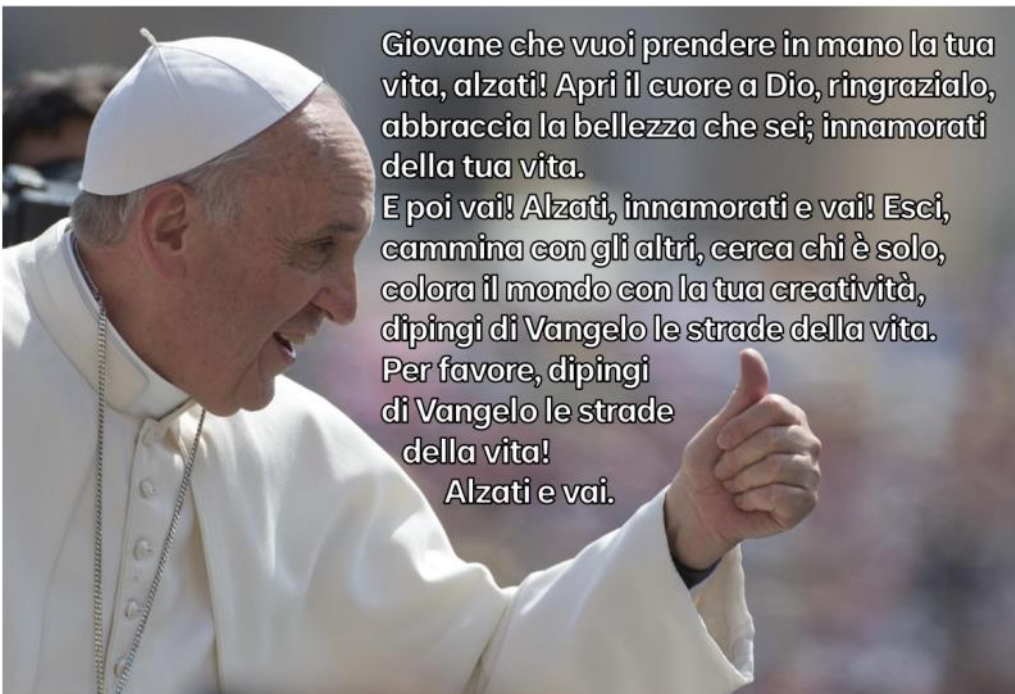 Giovane che vuoi prendere in mano la tua
vita, alzati! Apri il cuore a Dio, ringrazialo,
abbraccia la bellezza che sei; innamorati
della tua vita.
E poi vai! Alzati, innamorati e vai! Esci,
cammina con gli altri, cerca chi è solo,
colora il mondo con la tua creatività,
dipingi di Vangelo le strade della vita.
Per favore, dipingi
di Vangelo le strade
della vita!
Alzati e vai.